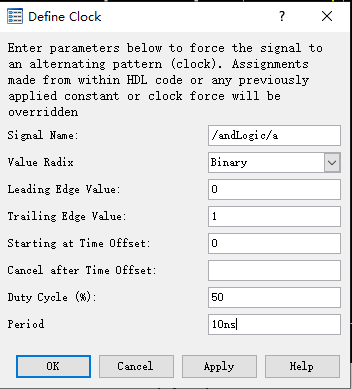 Define Clock
?
Enter parameters below to force the signal to
an alternating pattern (clock). Assignments
made from within HDL code or any previously
applied constant or clock force will be
overridden
Signal Name: /andLogic/a
Value Radix Binary
Leading Edge Value: 0
Trailing Edge Value: 1
Starting at Time Offset: 0
Cancel after Time Offset:
Duty Cycle (%): 50
Period 10ns
OK Cancel Apply Help